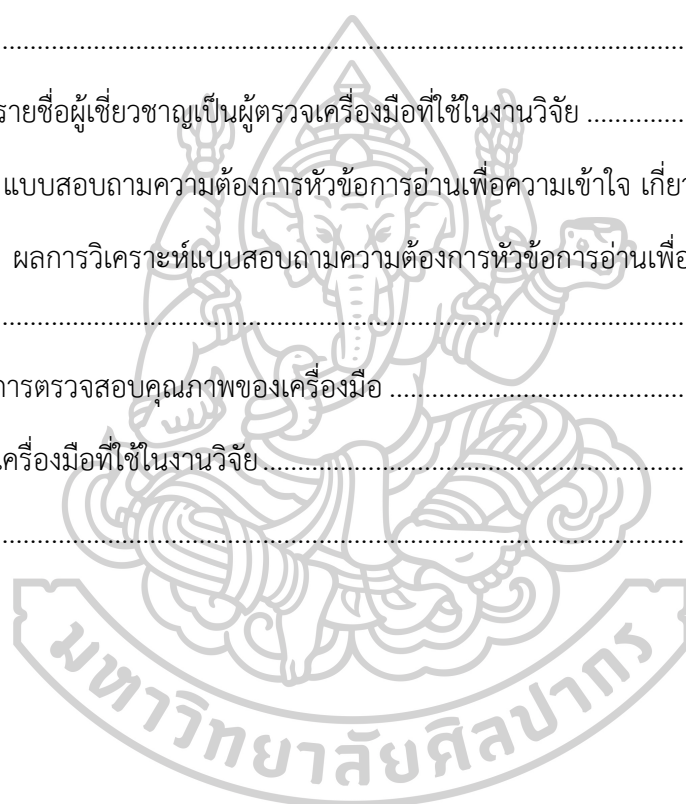 ................................................................................
รายชื่อผู้เชี่ยวชาญเป็นผู้ตรวจเครื่องมือที่ใช้ในงานวิจัย ..............
แบบสอบถามความต้องการหัวข้อการอ่านเพื่อความเข้าใจ
ผลการวิเคราะห์แบบสอบถามความต้องการหัวข้อการอ่านเพื่อ
................................................................................
การตรวจสอบคุณภาพของเครื่องมือ ........................................
เครื่องมือที่ใช้ในงานวิจัย..........................................................
................................................................................
มหาวิทยาลัยศิลปากร